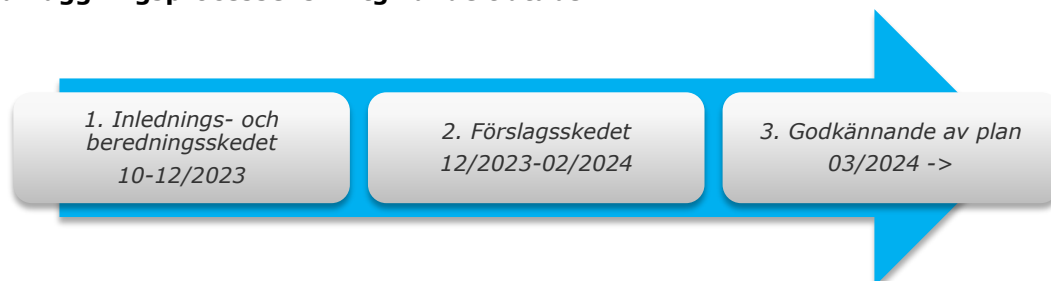 1. Inlednings- och
beredningsskedet
10-12/2023
2. Förslagsskedet
12/2023-02/2024
3. Godkännande av plan
03/2024 ->